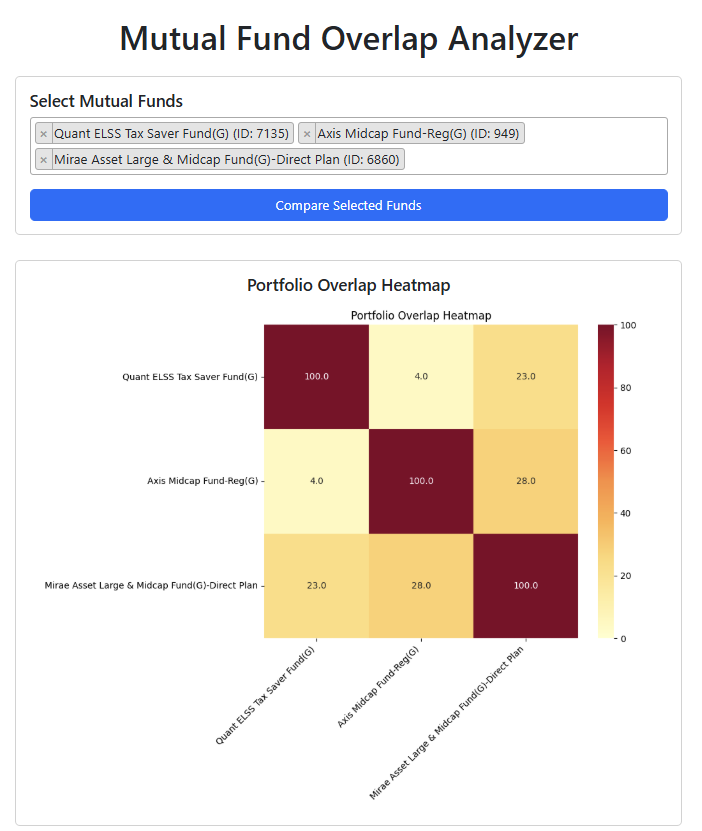 Mutual Fund Overlap Analyzer
Select Mutual Funds
× Quant ELSS Tax Saver Fund(G) (ID: 7135) × Axis Midcap Fund-Reg(G) (ID: 949)
× Mirae Asset Large & Midcap Fund(G)-Direct Plan (ID: 6860)
Compare Selected Funds
Portfolio Overlap Heatmap
Portfolio Overlap Heatmap
Quant ELSS Tax Saver Fund(G) 100.0 4.0 23.0
Axis Midcap Fund-Reg(G) 4.0 100.0 28.0
Mirae Asset Large & Midcap Fund(G)-Direct Plan 23.0 28.0 100.0
100
80
60
40
20
0
Quant ELSS Tax Saver Fund(G)
Axis Midcap Fund-Reg(G)
Mirae Asset Large & Midcap Fund(G)-Direct Plan